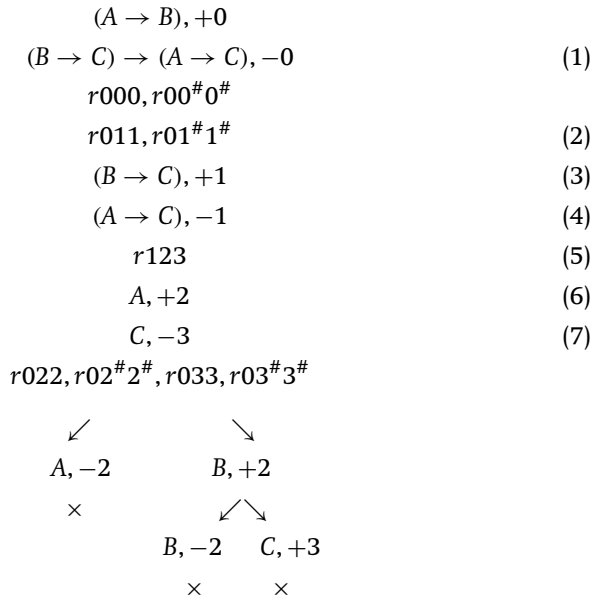 (A → B), +0
(B → C) → (A → C), −0 (1)
r000, r00#0#
r011, r01#1# (2)
(B → C), +1 (3)
(A → C), −1 (4)
r123 (5)
A, +2 (6)
C, −3 (7)
r022, r02#2#, r033, r03#3#
↙ ↘
A, −2 B, +2
× ↙↘
B, −2 C, +3
× ×